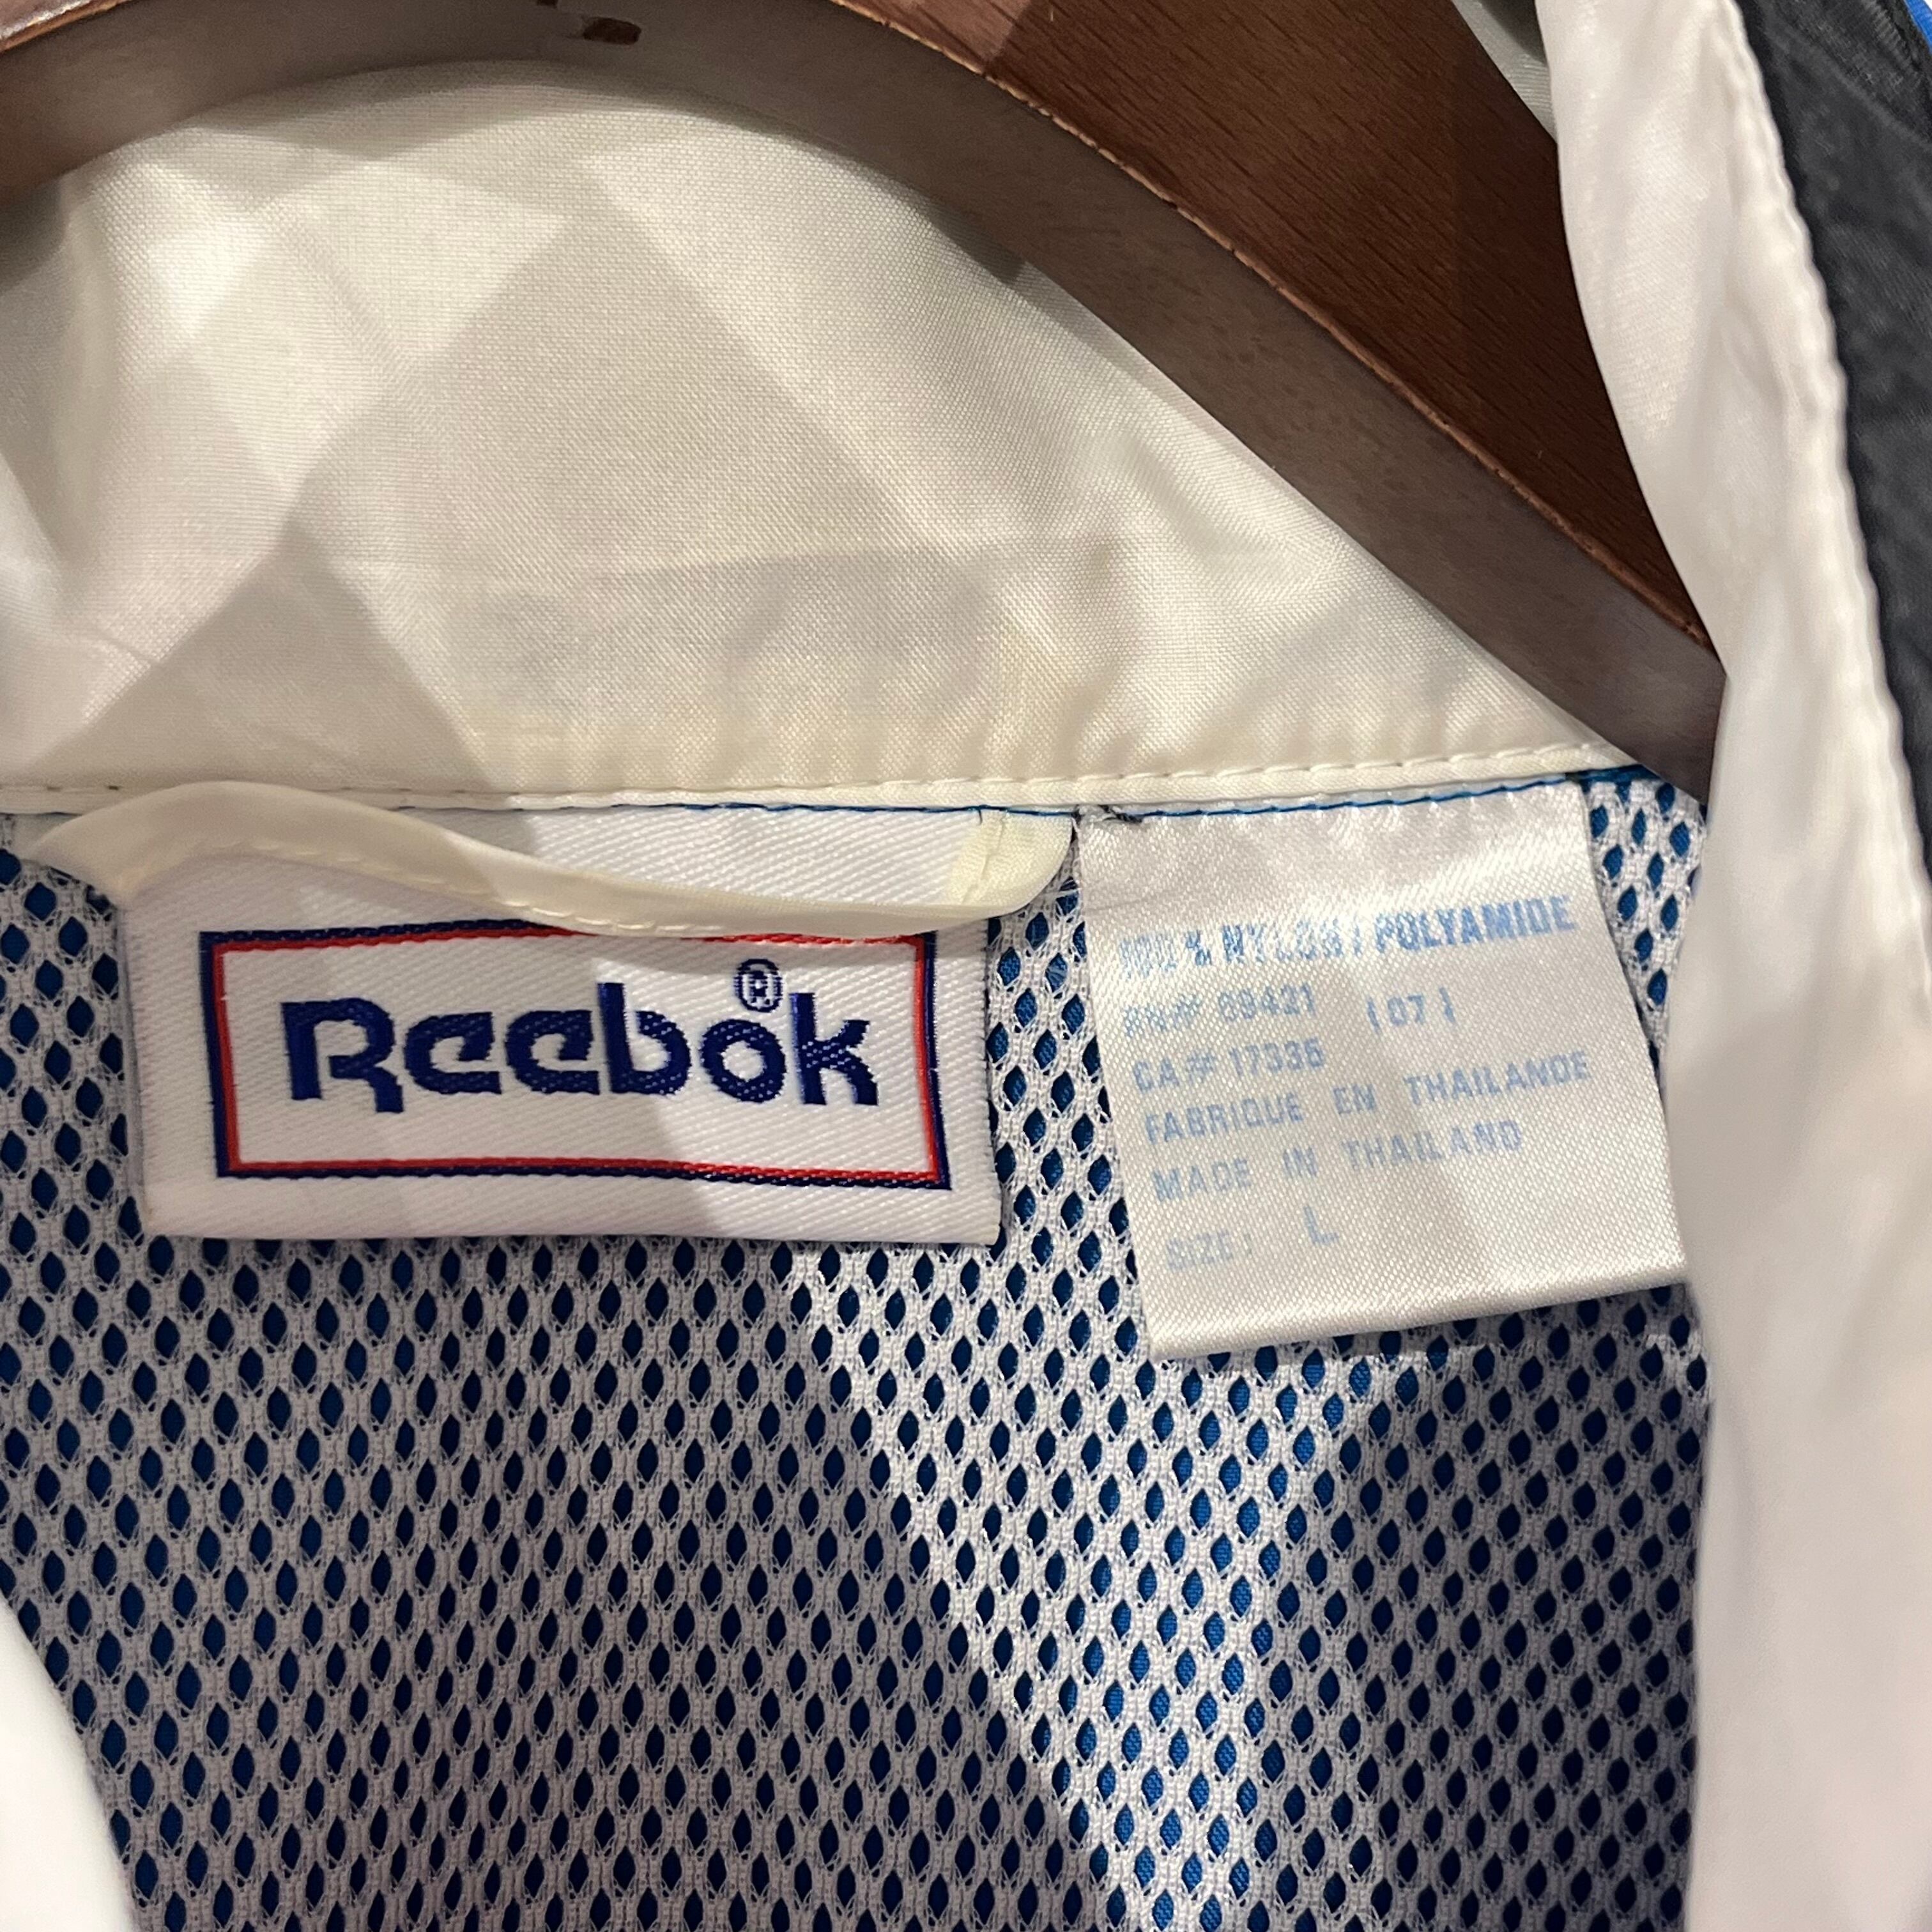 Reebok®
100% NYLON / POLYAMIDE
RN# 69421 (07)
CA# 17336
FABRIQUE EN THAILANDE
MADE IN THAILAND
SIZE: L